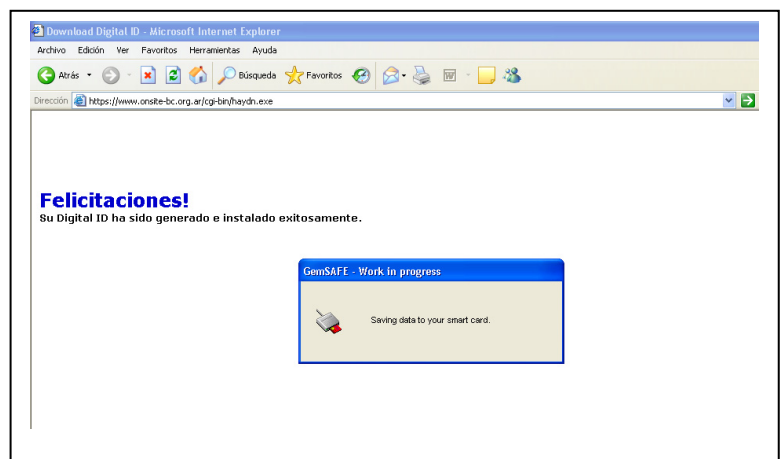 Download Digital ID - Microsoft Internet Explorer
Archivo Edición Ver Favoritos Herramientas Ayuda
Atrás Búsqueda Favoritos
Dirección https://www.onsite-bc.org.ar/cgi-bin/haydn.exe
Felicitaciones!
Su Digital ID ha sido generado e instalado exitosamente.
GemSAFE - Work in progress
Saving data to your smart card.